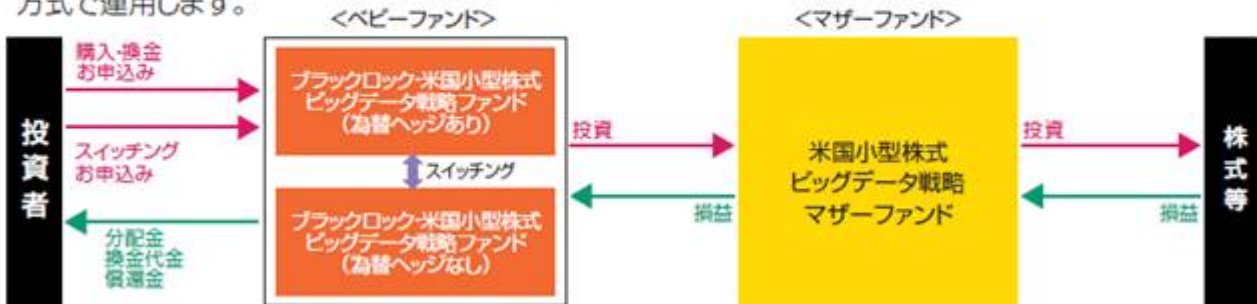 方式で運用します。
<ベビーファンド>
<マザーファンド>
投資者
購入・換金
お申込み
スイッチング
お申込み
分配金
換金代金
償還金
ブラックロック・米国小型株式
ビッグデータ戦略ファンド
(為替ヘッジあり)
スイッチング
ブラックロック・米国小型株式
ビッグデータ戦略ファンド
(為替ヘッジなし)
投資
損益
米国小型株式
ビッグデータ戦略
マザーファンド
投資
損益
株式等